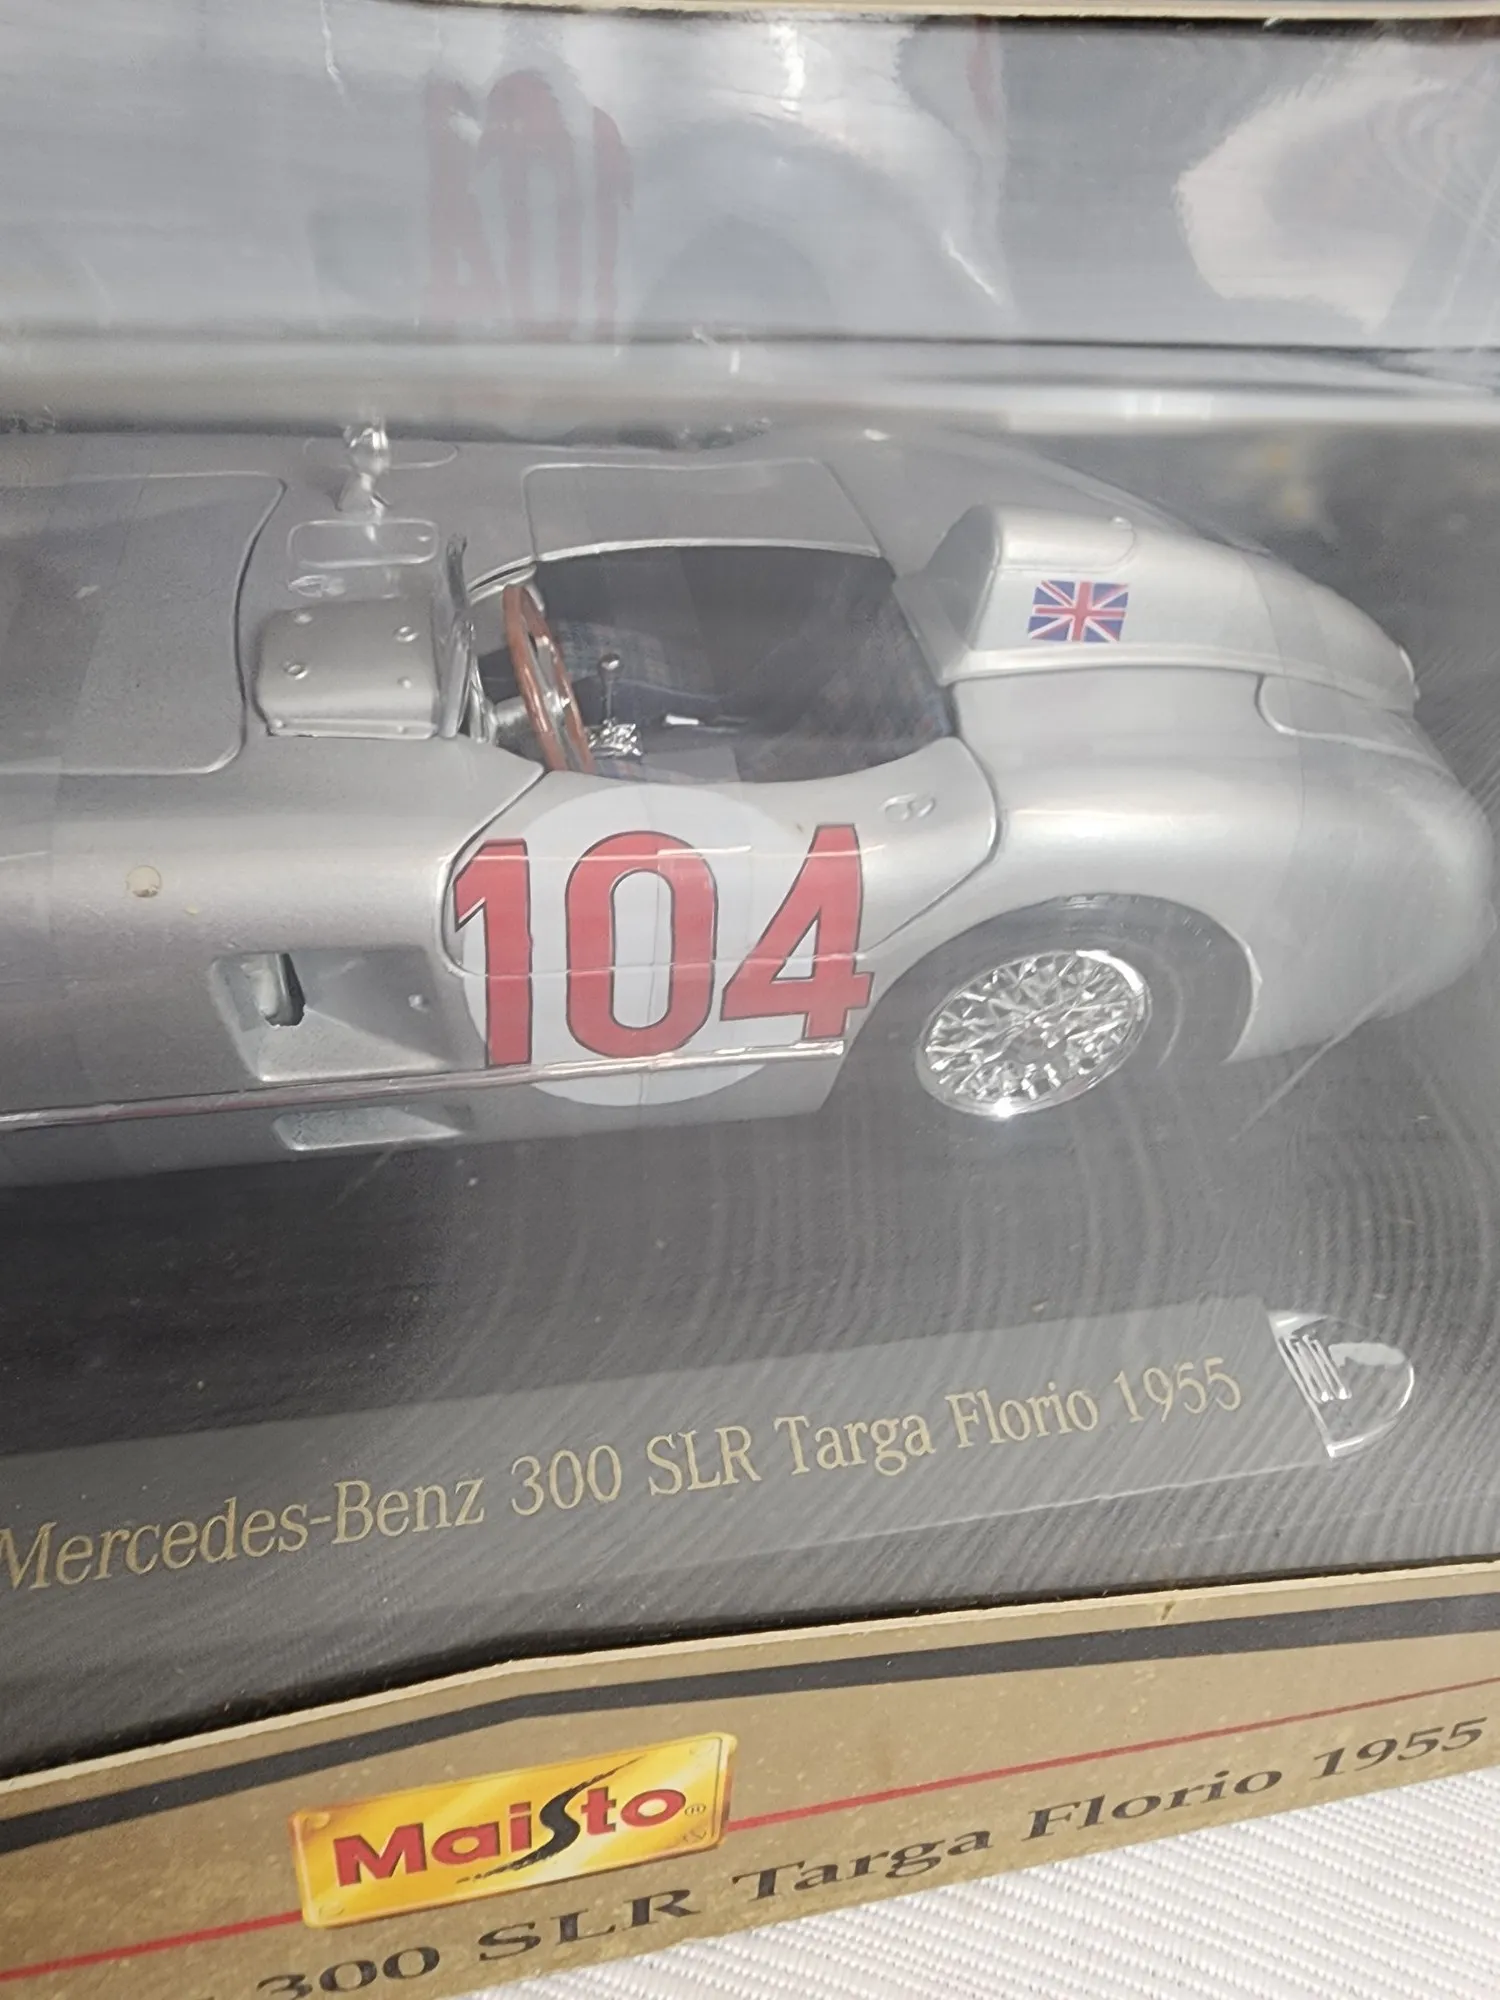 104
Mercedes-Benz 300 SLR Targa Florio 1955
MaiSto®
300 SLR Targa Florio 1955